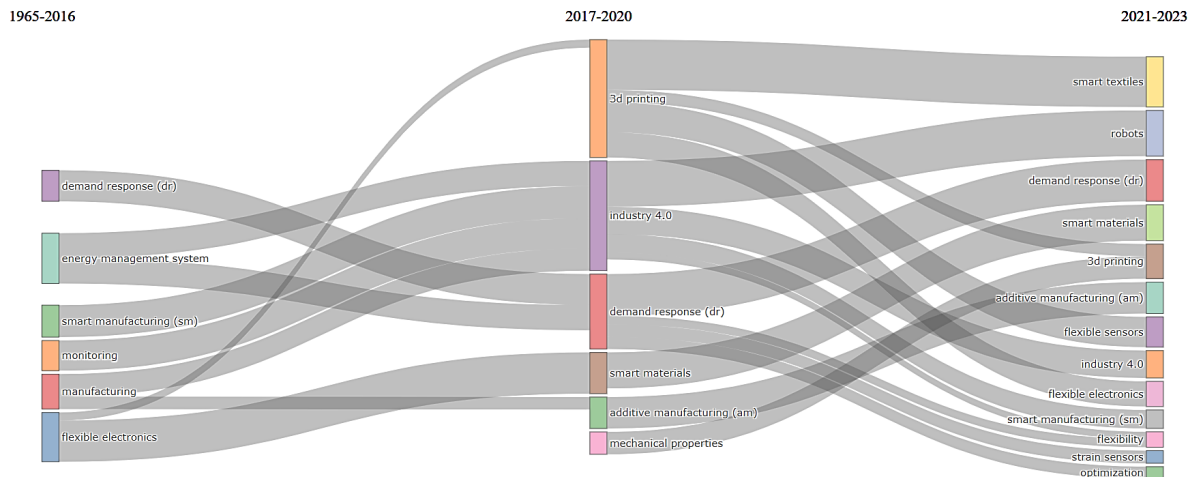 1965-2016
2017-2020
2021-2023
demand response (dr)
energy management system
smart manufacturing (sm)
monitoring
manufacturing
flexible electronics
3d printing
industry 4.0
demand response (dr)
smart materials
additive manufacturing (am)
mechanical properties
smart textiles
robots
demand response (dr)
smart materials
3d printing
additive manufacturing (am)
flexible sensors
industry 4.0
flexible electronics
smart manufacturing (sm)
flexibility
strain sensors
optimization